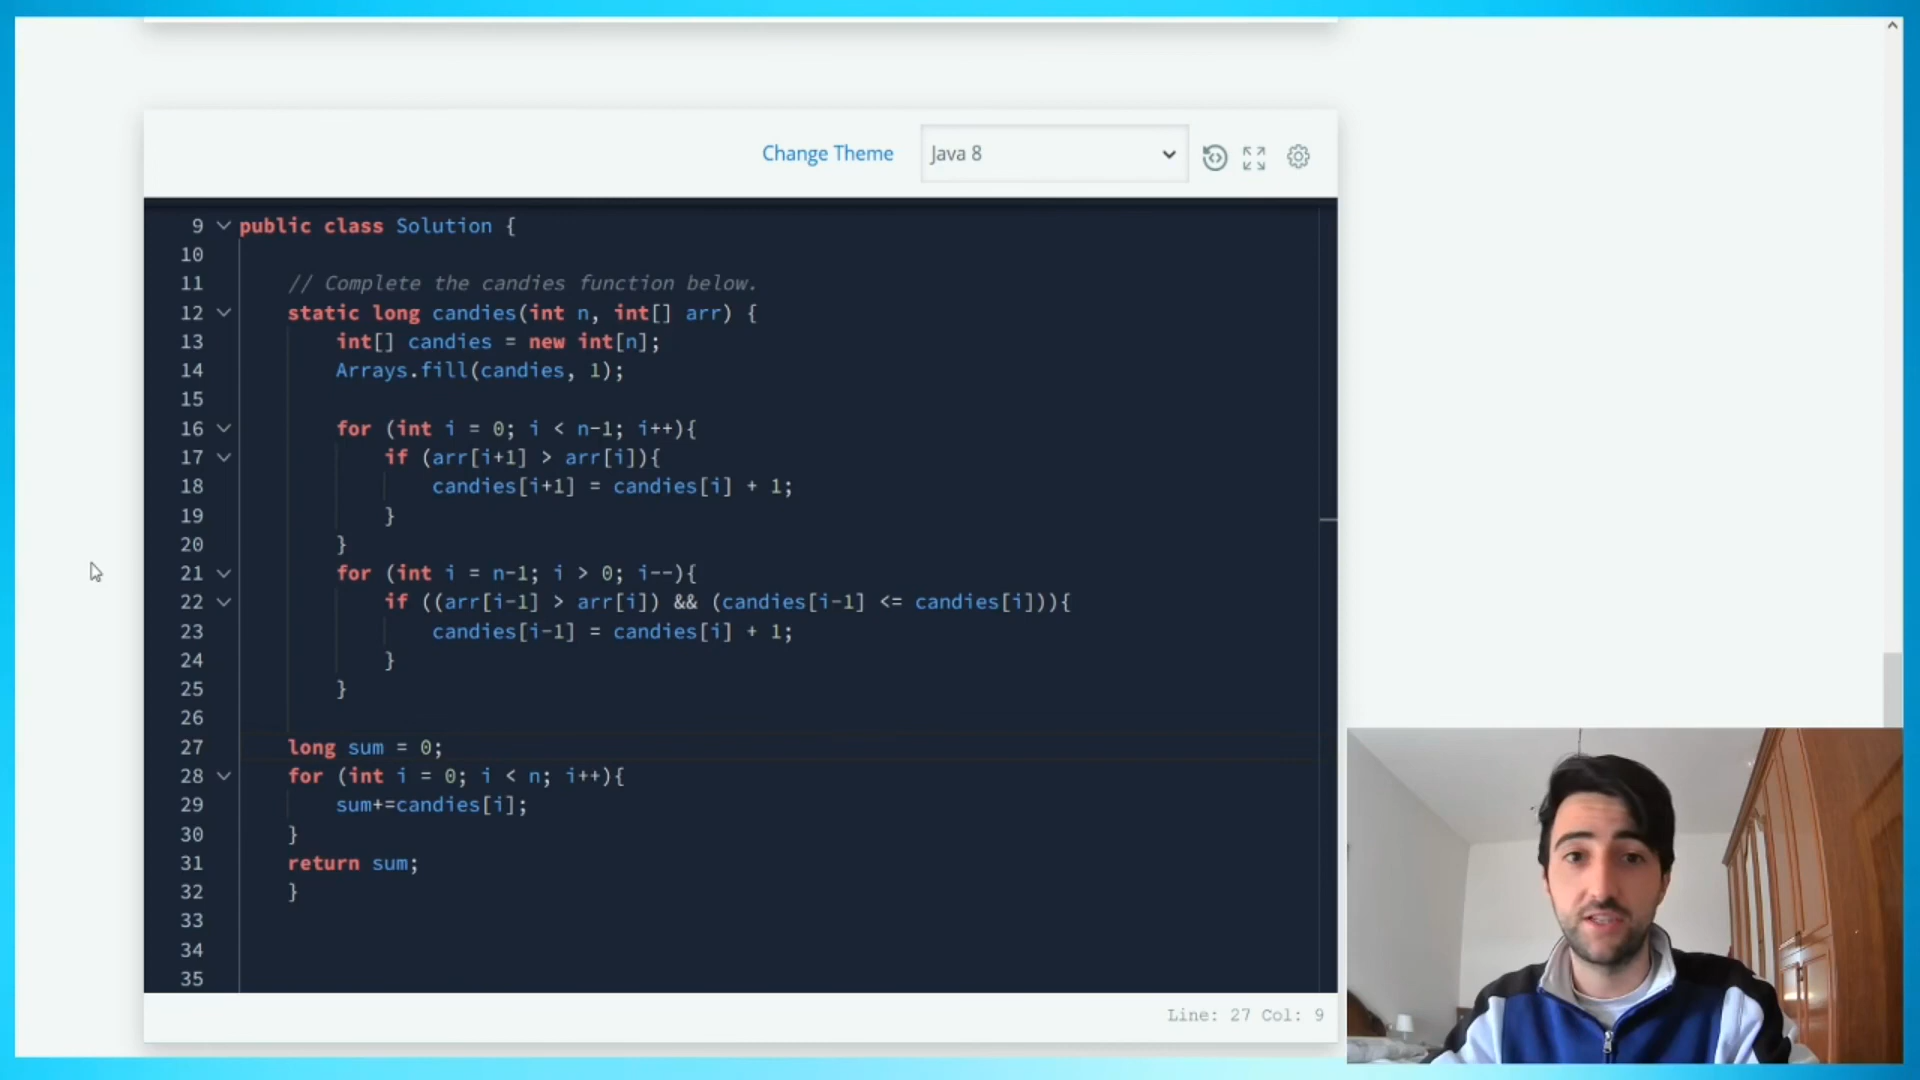 Change Theme
Java 8
9 public class Solution {
10
11 // Complete the candies function below.
12 static long candies(int n, int[] arr) {
13 int[] candies = new int[n];
14 Arrays.fill(candies, 1);
15
16 for (int i = 0; i < n-1; i++){
17 if (arr[i+1] > arr[i]){
18 candies[i+1] = candies[i] + 1;
19 }
20 }
21 for (int i = n-1; i > 0; i--){
22 if ((arr[i-1] > arr[i]) && (candies[i-1] <= candies[i])){
23 candies[i-1] = candies[i] + 1;
24 }
25 }
26
27 long sum = 0;
28 for (int i = 0; i < n; i++){
29 sum+=candies[i];
30 }
31 return sum;
32 }
33
34
35
Line: 27 Col: 9